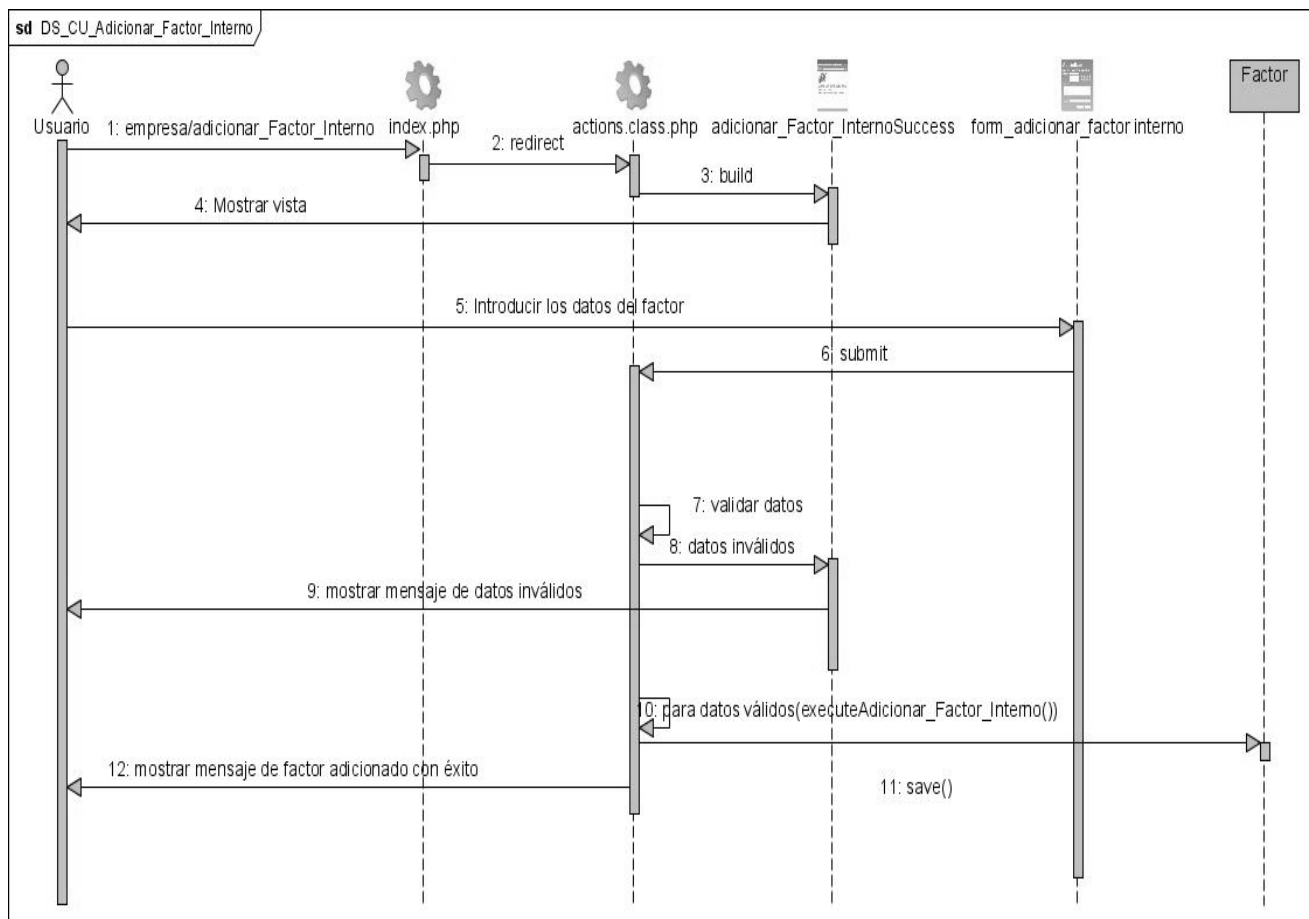 sd DS_CU_Adicionar_Factor_Interno
Factor
Usuario
index.php
actions.class.php
adicionar_Factor_InternoSuccess
form_adicionar_factor interno
1: empresa/adicionar_Factor_Interno
2: redirect
3: build
4: Mostrar vista
5: Introducir los datos del factor
6: submit
7: validar datos
8: datos inválidos
9: mostrar mensaje de datos inválidos
10: para datos válidos(executeAdicionar_Factor_Interno())
12: mostrar mensaje de factor adicionado con éxito
11: save()